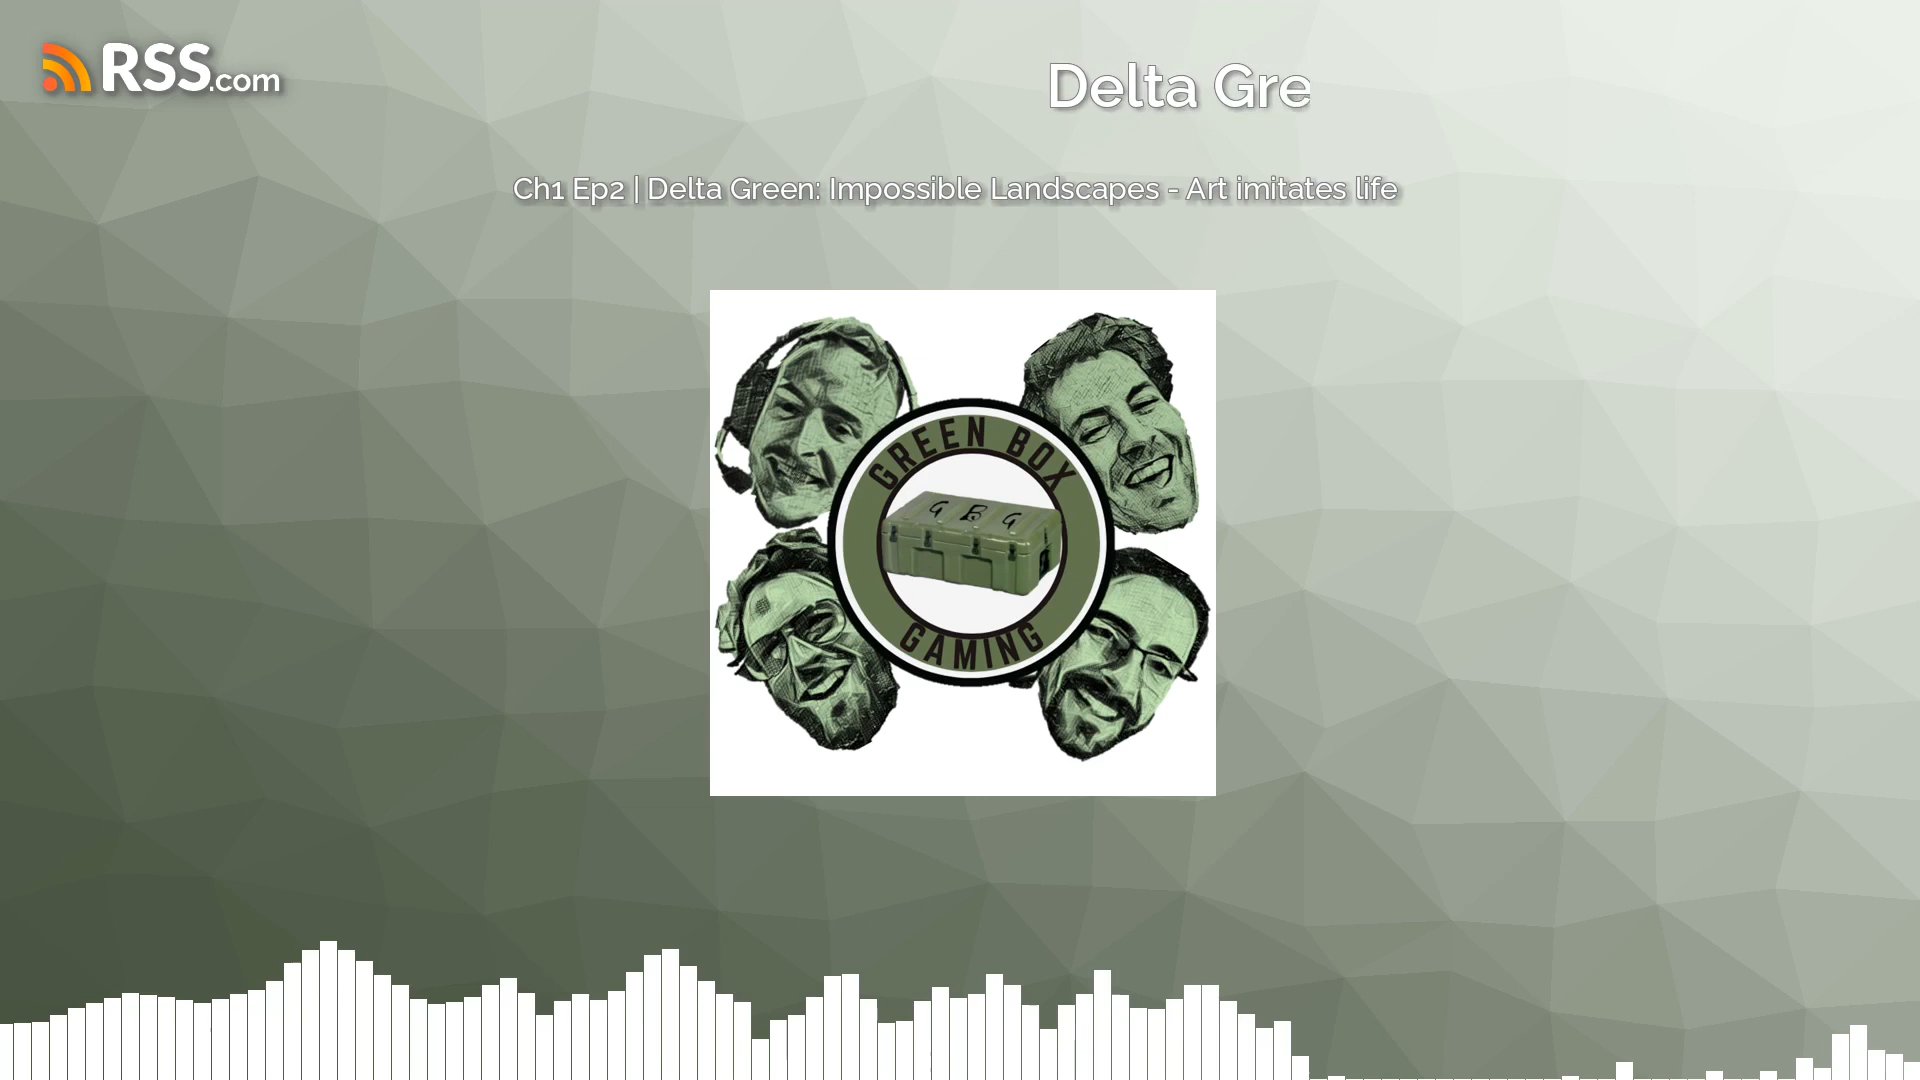 RSS.com
Delta Gre
Ch1 Ep2 | Delta Green: Impossible Landscapes - Art imitates life
GREEN BOX
G B G
GAMING